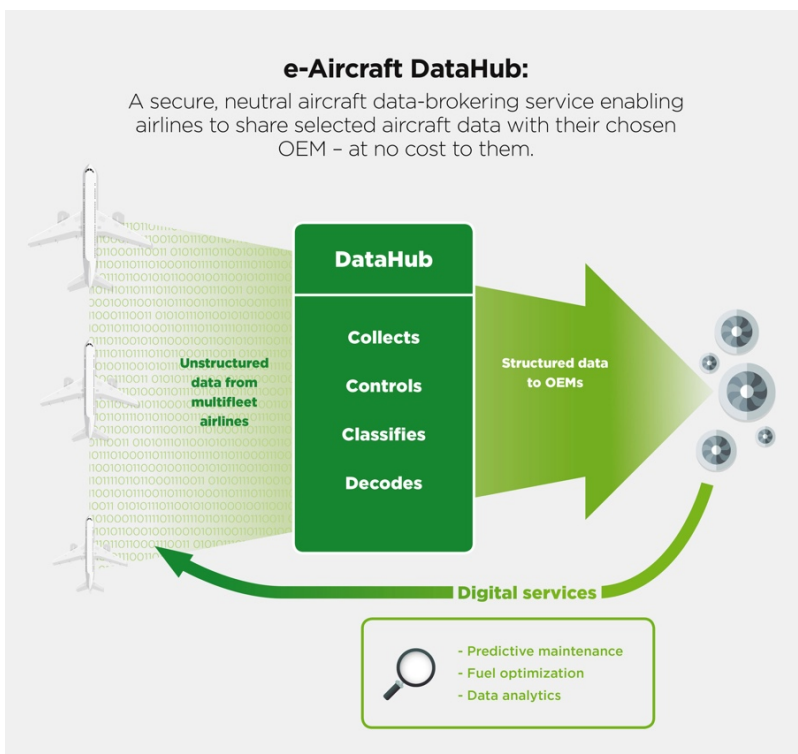 e-Aircraft DataHub:
A secure, neutral aircraft data-brokering service enabling
airlines to share selected aircraft data with their chosen
OEM – at no cost to them.
DataHub
Collects
Controls
Classifies
Decodes
Unstructured
data from
multifleet
airlines
Structured data
to OEMs
Digital services
- Predictive maintenance
- Fuel optimization
- Data analytics